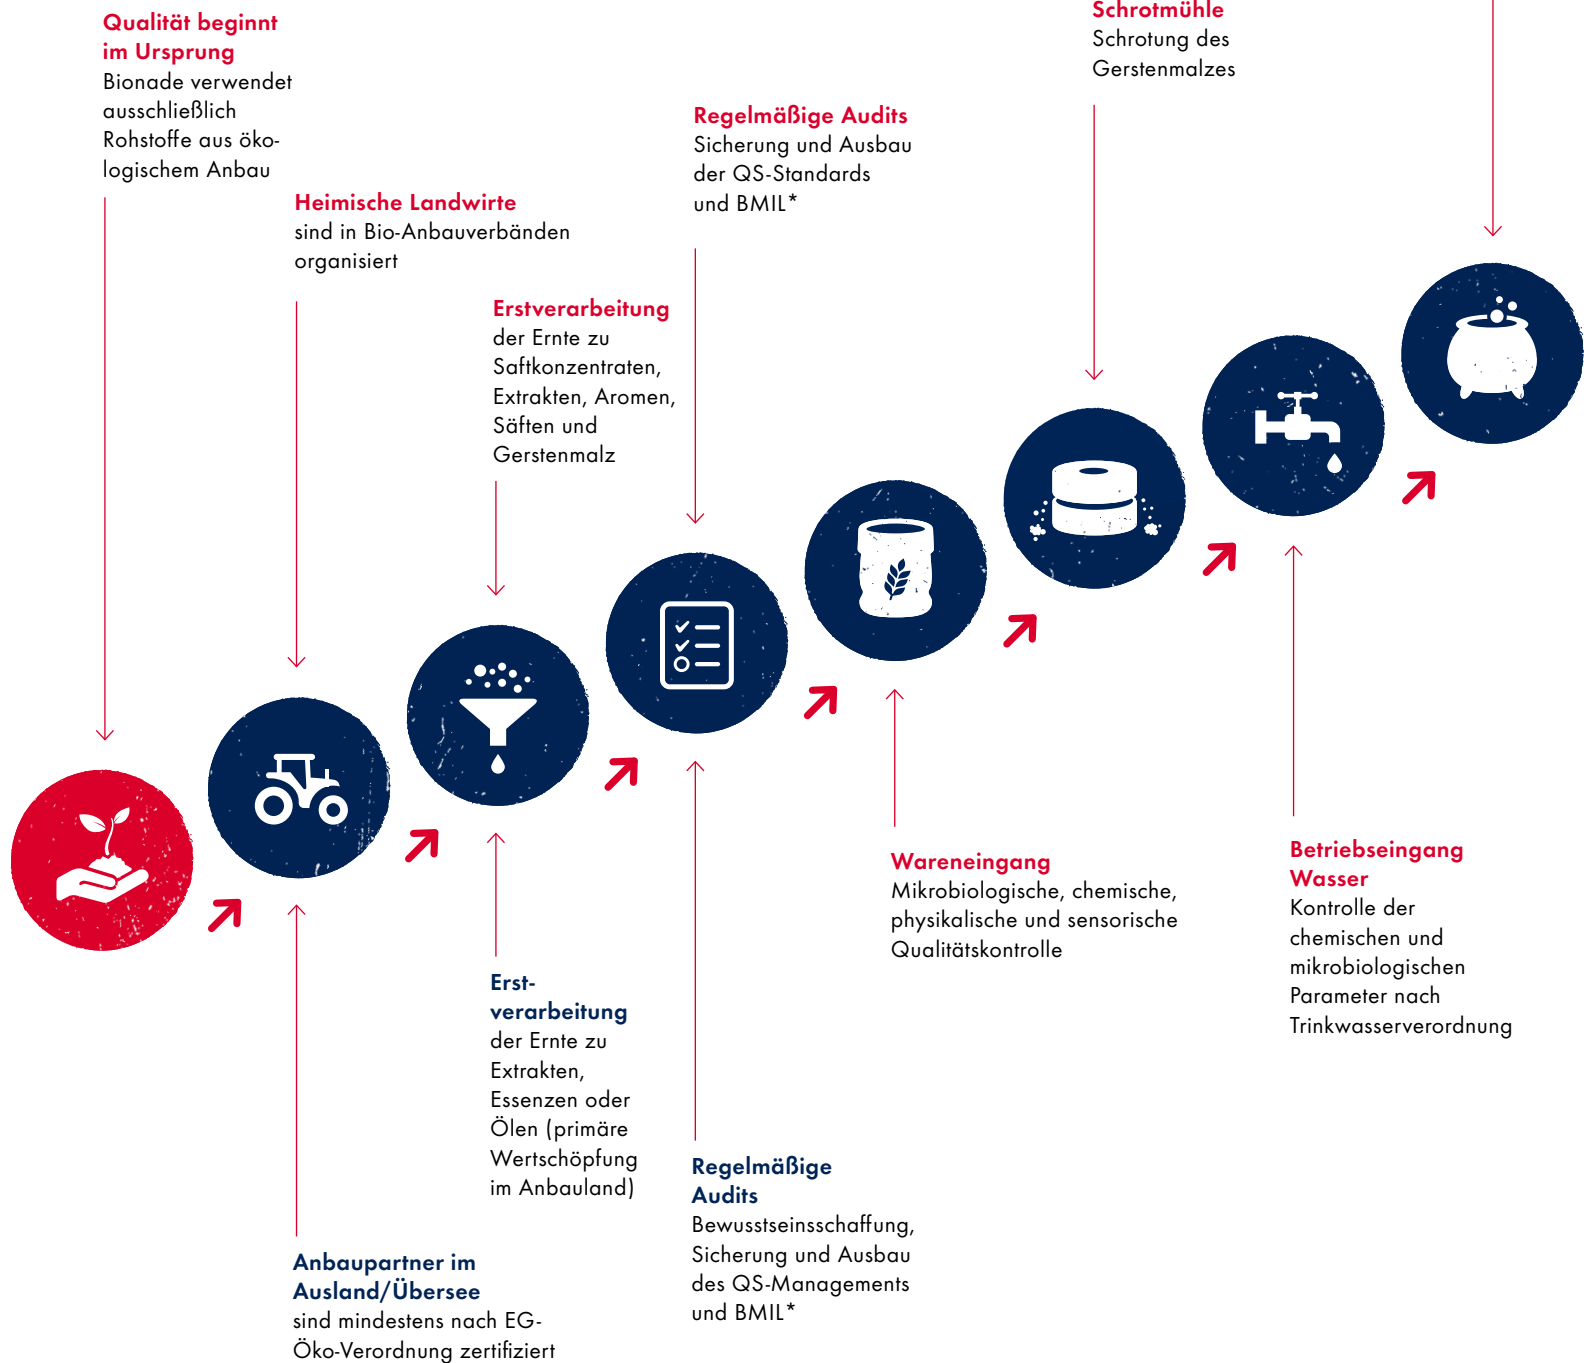 Qualität beginnt
im Ursprung
Bionade verwendet
ausschließlich
Rohstoffe aus öko-
logischem Anbau
Heimische Landwirte
sind in Bio-Anbauverbänden
organisiert
Erstverarbeitung
der Ernte zu
Saftkonzentraten,
Extrakten, Aromen,
Säften und
Gerstenmalz
Regelmäßige Audits
Sicherung und Ausbau
der QS-Standards
und BMIL*
Schrotmühle
Schrotung des
Gerstenmalzes
Anbaupartner im
Ausland/Übersee
sind mindestens nach EG-
Öko-Verordnung zertifiziert
Erst-
verarbeitung
der Ernte zu
Extrakten,
Essenzen oder
Ölen (primäre
Wertschöpfung
im Anbauland)
Regelmäßige
Audits
Bewusstseinsschaffung,
Sicherung und Ausbau
des QS-Managements
und BMIL*
Wareneingang
Mikrobiologische, chemische,
physikalische und sensorische
Qualitätskontrolle
Betriebseingang
Wasser
Kontrolle der
chemischen und
mikrobiologischen
Parameter nach
Trinkwasserverordnung